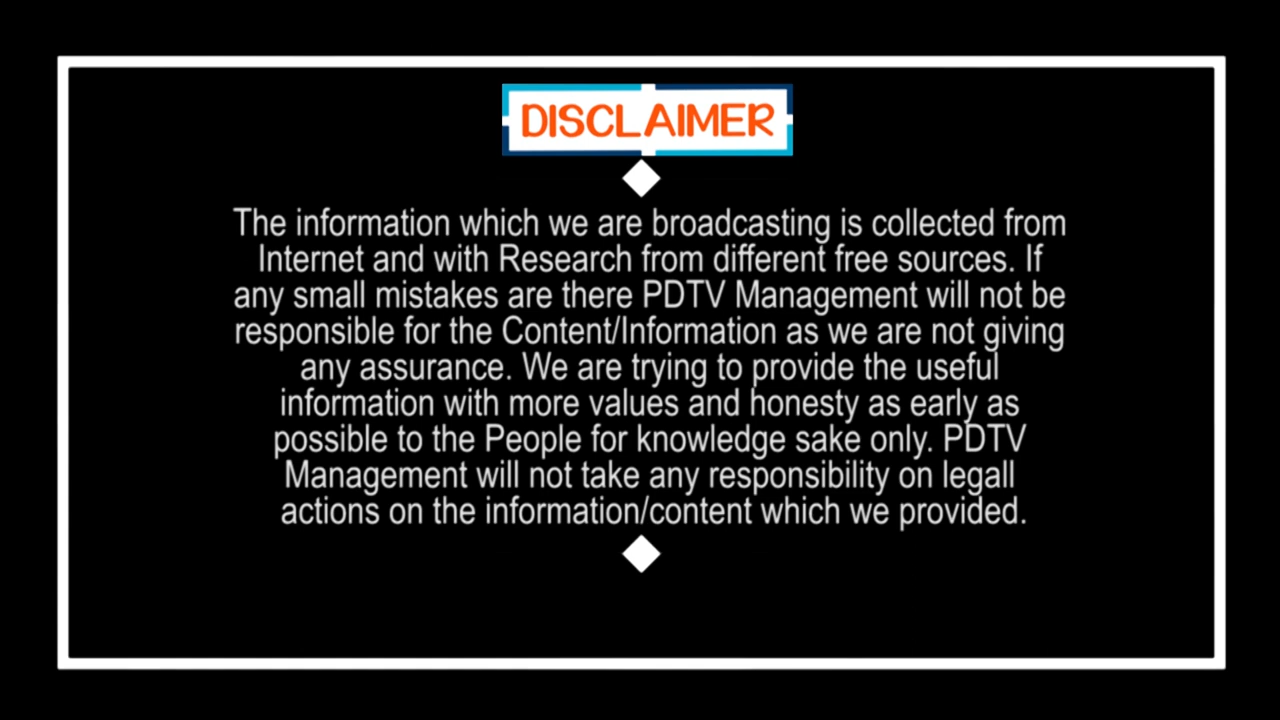 DISCLAIMER
The information which we are broadcasting is collected from
Internet and with Research from different free sources. If
any small mistakes are there PDTV Management will not be
responsible for the Content/Information as we are not giving
any assurance. We are trying to provide the useful
information with more values and honesty as early as
possible to the People for knowledge sake only. PDTV
Management will not take any responsibility on legall
actions on the information/content which we provided.